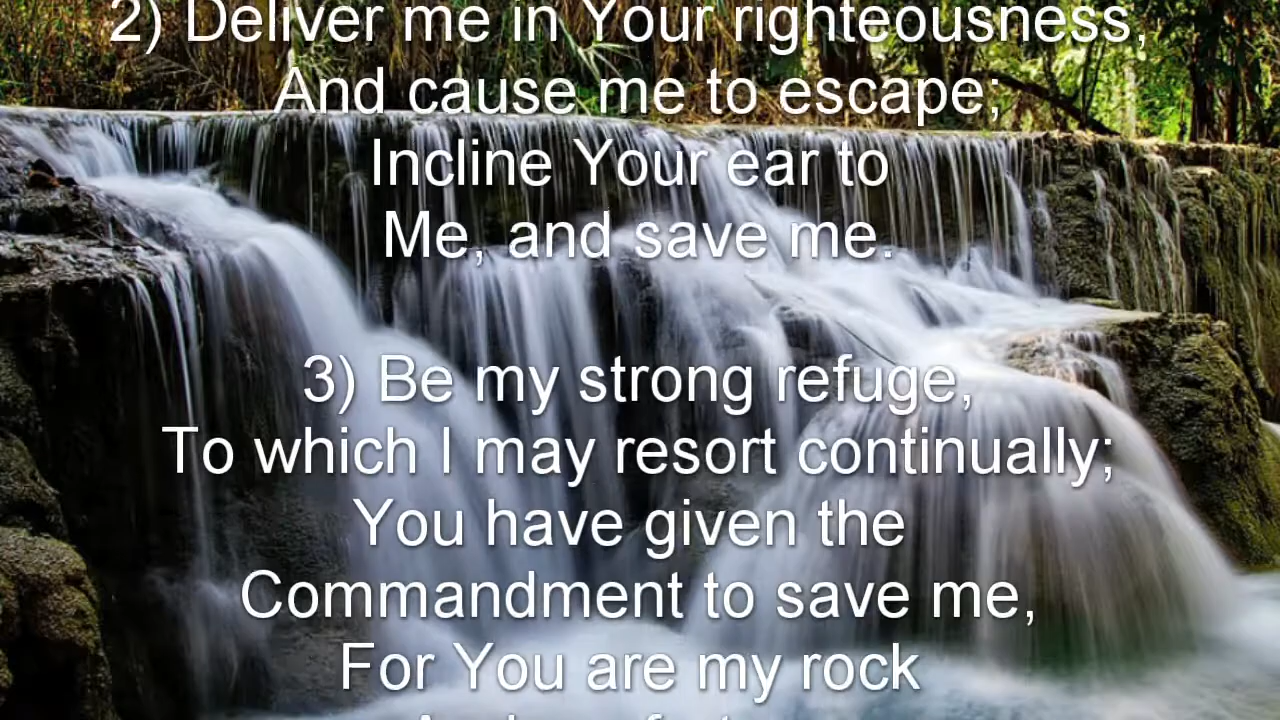 2) Deliver me in Your righteousness,
And cause me to escape;
Incline Your ear to
Me, and save me.
3) Be my strong refuge,
To which I may resort continually;
You have given the
Commandment to save me,
For You are my rock